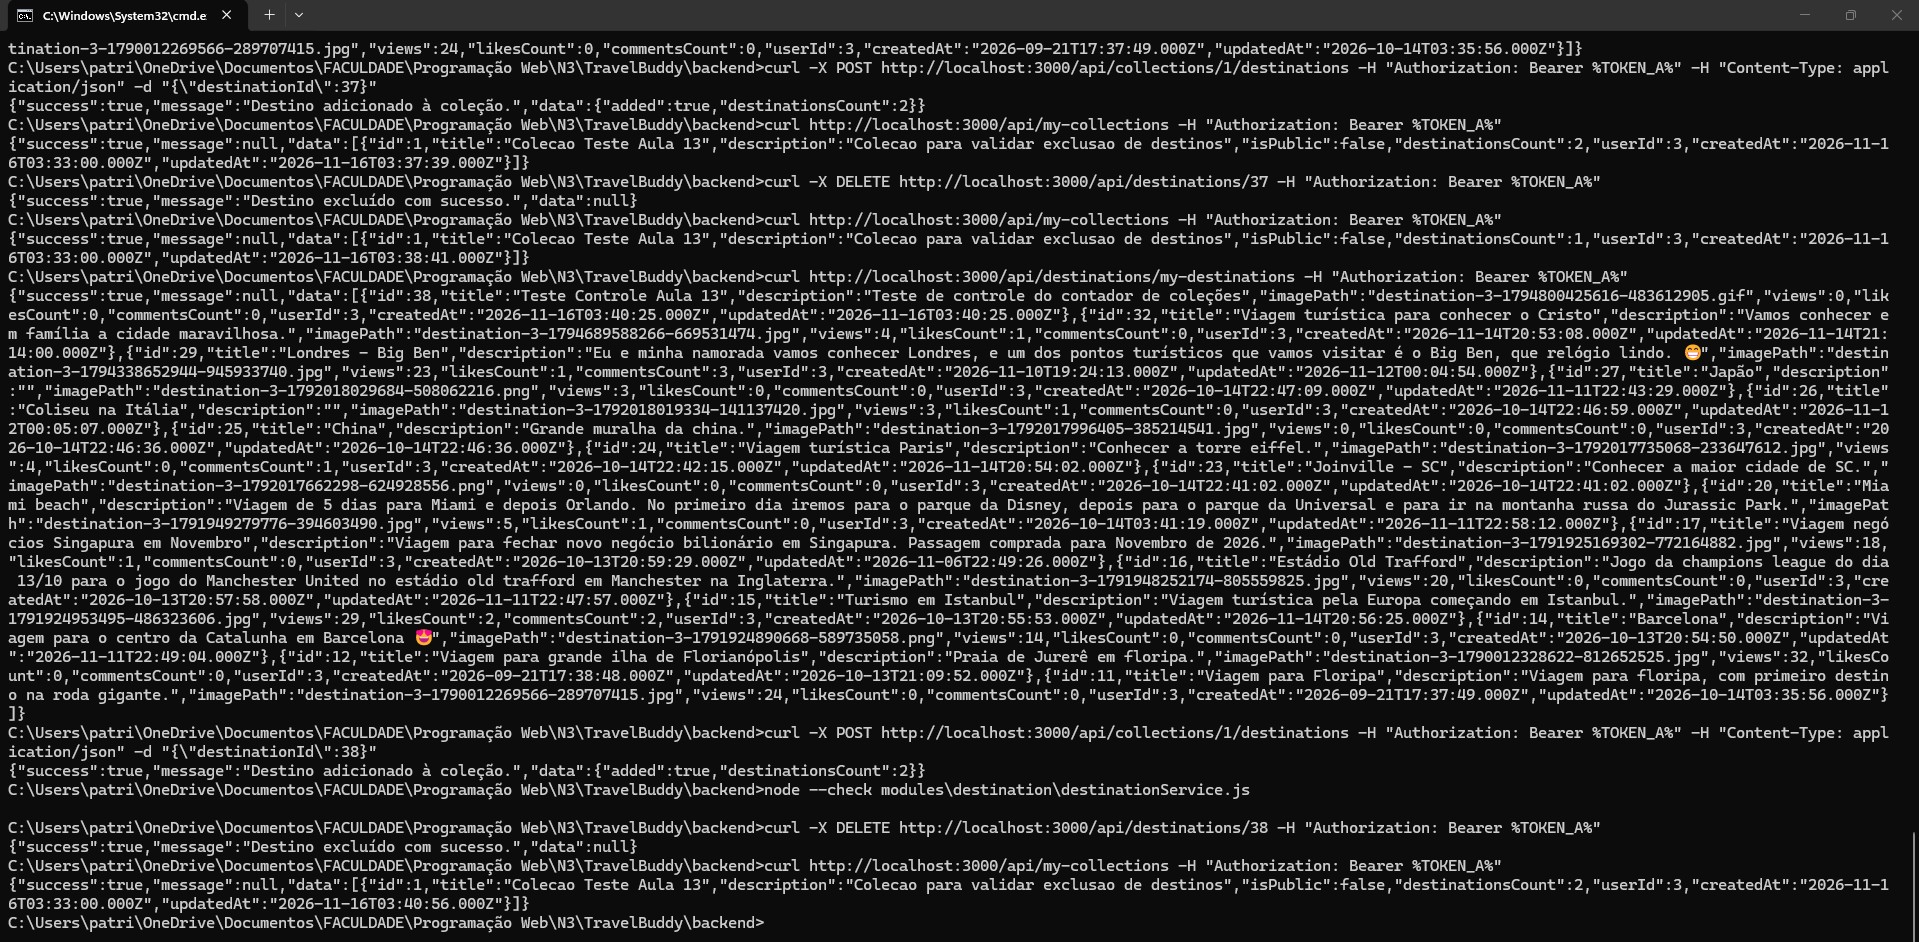 C:\Windows\System32\cmd.e
tination-3-1790012269566-289707415.jpg","views":24,"likesCount":0,"commentsCount":0,"userId":3,"createdAt":"2026-09-21T17:37:49.000Z","updatedAt":"2026-10-14T03:35:56.000Z"}]}
C:\Users\patri\OneDrive\Documentos\FACULDADE\Programação Web\N3\TravelBuddy\backend>curl -X POST http://localhost:3000/api/collections/1/destinations -H "Authorization: Bearer %TOKEN_A%" -H "Content-Type: appl
ication/json" -d "{\"destinationId\":37}"
{"success":true,"message":"Destino adicionado à coleção.","data":{"added":true,"destinationsCount":2}}
C:\Users\patri\OneDrive\Documentos\FACULDADE\Programação Web\N3\TravelBuddy\backend>curl http://localhost:3000/api/my-collections -H "Authorization: Bearer %TOKEN_A%"
{"success":true,"message":null,"data":[{"id":1,"title":"Colecao Teste Aula 13","description":"Colecao para validar exclusao de destinos","isPublic":false,"destinationsCount":2,"userId":3,"createdAt":"2026-11-1
6T03:33:00.000Z","updatedAt":"2026-11-16T03:37:39.000Z"}]}
C:\Users\patri\OneDrive\Documentos\FACULDADE\Programação Web\N3\TravelBuddy\backend>curl -X DELETE http://localhost:3000/api/destinations/37 -H "Authorization: Bearer %TOKEN_A%"
{"success":true,"message":"Destino excluído com sucesso.","data":null}
C:\Users\patri\OneDrive\Documentos\FACULDADE\Programação Web\N3\TravelBuddy\backend>curl http://localhost:3000/api/my-collections -H "Authorization: Bearer %TOKEN_A%"
{"success":true,"message":null,"data":[{"id":1,"title":"Colecao Teste Aula 13","description":"Colecao para validar exclusao de destinos","isPublic":false,"destinationsCount":1,"userId":3,"createdAt":"2026-11-1
6T03:33:00.000Z","updatedAt":"2026-11-16T03:38:41.000Z"}]}
C:\Users\patri\OneDrive\Documentos\FACULDADE\Programação Web\N3\TravelBuddy\backend>curl http://localhost:3000/api/destinations/my-destinations -H "Authorization: Bearer %TOKEN_A%"
{"success":true,"message":null,"data":[{"id":38,"title":"Teste Controle Aula 13","description":"Teste de controle do contador de coleções","imagePath":"destination-3-1794800425616-483612905.gif","views":0,"lik
esCount":0,"commentsCount":0,"userId":3,"createdAt":"2026-11-16T03:40:25.000Z","updatedAt":"2026-11-16T03:40:25.000Z"},{"id":32,"title":"Viagem turística para conhecer o Cristo","description":"Vamos conhecer e
m família a cidade maravilhosa.","imagePath":"destination-3-1794689588266-669531474.jpg","views":4,"likesCount":1,"commentsCount":0,"userId":3,"createdAt":"2026-11-14T20:53:08.000Z","updatedAt":"2026-11-14T21:
14:00.000Z"},{"id":29,"title":"Londres - Big Ben","description":"Eu e minha namorada vamos conhecer Londres, e um dos pontos turísticos que vamos visitar é o Big Ben, que relógio lindo. 😁","imagePath":"destin
ation-3-1794338652944-945933740.jpg","views":23,"likesCount":1,"commentsCount":3,"userId":3,"createdAt":"2026-11-10T19:24:13.000Z","updatedAt":"2026-11-12T00:04:54.000Z"},{"id":27,"title":"Japão","description"
:"","imagePath":"destination-3-1792018029684-508062216.png","views":3,"likesCount":0,"commentsCount":0,"userId":3,"createdAt":"2026-10-14T22:47:09.000Z","updatedAt":"2026-11-11T22:43:29.000Z"},{"id":26,"title"
:"Coliseu na Itália","description":"","imagePath":"destination-3-1792018019334-141137420.jpg","views":3,"likesCount":1,"commentsCount":0,"userId":3,"createdAt":"2026-10-14T22:46:59.000Z","updatedAt":"2026-11-1
2T00:05:07.000Z"},{"id":25,"title":"China","description":"Grande muralha da china.","imagePath":"destination-3-1792017996405-385214541.jpg","views":0,"likesCount":0,"commentsCount":0,"userId":3,"createdAt":"20
26-10-14T22:46:36.000Z","updatedAt":"2026-10-14T22:46:36.000Z"},{"id":24,"title":"Viagem turística Paris","description":"Conhecer a torre eiffel.","imagePath":"destination-3-1792017735068-233647612.jpg","views
":4,"likesCount":0,"commentsCount":1,"userId":3,"createdAt":"2026-10-14T22:42:15.000Z","updatedAt":"2026-11-14T20:54:02.000Z"},{"id":23,"title":"Joinville - SC","description":"Conhecer a maior cidade de SC.","
imagePath":"destination-3-1792017662298-624928556.png","views":0,"likesCount":0,"commentsCount":0,"userId":3,"createdAt":"2026-10-14T22:41:02.000Z","updatedAt":"2026-10-14T22:41:02.000Z"},{"id":20,"title":"Mia
mi beach","description":"Viagem de 5 dias para Miami e depois Orlando. No primeiro dia iremos para o parque da Disney, depois para o parque da Universal e para ir na montanha russa do Jurassic Park.","imagePat
h":"destination-3-1791949279776-394603490.jpg","views":5,"likesCount":1,"commentsCount":0,"userId":3,"createdAt":"2026-10-14T03:41:19.000Z","updatedAt":"2026-11-11T22:58:12.000Z"},{"id":17,"title":"Viagem negó
cios Singapura em Novembro","description":"Viagem para fechar novo negócio bilionário em Singapura. Passagem comprada para Novembro de 2026.","imagePath":"destination-3-1791925169302-772164882.jpg","views":18,
"likesCount":1,"commentsCount":0,"userId":3,"createdAt":"2026-10-13T20:59:29.000Z","updatedAt":"2026-11-06T22:49:26.000Z"},{"id":16,"title":"Estádio Old Trafford","description":"Jogo da champions league do dia
 13/10 para o jogo do Manchester United no estádio old trafford em Manchester na Inglaterra.","imagePath":"destination-3-1791948252174-805559825.jpg","views":20,"likesCount":0,"commentsCount":0,"userId":3,"cre
atedAt":"2026-10-13T20:57:58.000Z","updatedAt":"2026-11-11T22:47:57.000Z"},{"id":15,"title":"Turismo em Istanbul","description":"Viagem turística pela Europa começando em Istanbul.","imagePath":"destination-3-
1791924953495-486323606.jpg","views":29,"likesCount":2,"commentsCount":2,"userId":3,"createdAt":"2026-10-13T20:55:53.000Z","updatedAt":"2026-11-14T20:56:25.000Z"},{"id":14,"title":"Barcelona","description":"Vi
agem para o centro da Catalunha em Barcelona 😍","imagePath":"destination-3-1791924890668-589735058.png","views":14,"likesCount":0,"commentsCount":0,"userId":3,"createdAt":"2026-10-13T20:54:50.000Z","updatedAt
":"2026-11-11T22:49:04.000Z"},{"id":12,"title":"Viagem para grande ilha de Florianópolis","description":"Praia de Jurerê em floripa.","imagePath":"destination-3-1790012328622-812652525.jpg","views":32,"likesCo
unt":0,"commentsCount":0,"userId":3,"createdAt":"2026-09-21T17:38:48.000Z","updatedAt":"2026-10-13T21:09:52.000Z"},{"id":11,"title":"Viagem para Floripa","description":"Viagem para floripa, com primeiro destin
o na roda gigante.","imagePath":"destination-3-1790012269566-289707415.jpg","views":24,"likesCount":0,"commentsCount":0,"userId":3,"createdAt":"2026-09-21T17:37:49.000Z","updatedAt":"2026-10-14T03:35:56.000Z"}
]}
C:\Users\patri\OneDrive\Documentos\FACULDADE\Programação Web\N3\TravelBuddy\backend>curl -X POST http://localhost:3000/api/collections/1/destinations -H "Authorization: Bearer %TOKEN_A%" -H "Content-Type: appl
ication/json" -d "{\"destinationId\":38}"
{"success":true,"message":"Destino adicionado à coleção.","data":{"added":true,"destinationsCount":2}}
C:\Users\patri\OneDrive\Documentos\FACULDADE\Programação Web\N3\TravelBuddy\backend>node --check modules\destination\destinationService.js
C:\Users\patri\OneDrive\Documentos\FACULDADE\Programação Web\N3\TravelBuddy\backend>curl -X DELETE http://localhost:3000/api/destinations/38 -H "Authorization: Bearer %TOKEN_A%"
{"success":true,"message":"Destino excluído com sucesso.","data":null}
C:\Users\patri\OneDrive\Documentos\FACULDADE\Programação Web\N3\TravelBuddy\backend>curl http://localhost:3000/api/my-collections -H "Authorization: Bearer %TOKEN_A%"
{"success":true,"message":null,"data":[{"id":1,"title":"Colecao Teste Aula 13","description":"Colecao para validar exclusao de destinos","isPublic":false,"destinationsCount":2,"userId":3,"createdAt":"2026-11-1
6T03:33:00.000Z","updatedAt":"2026-11-16T03:40:56.000Z"}]}
C:\Users\patri\OneDrive\Documentos\FACULDADE\Programação Web\N3\TravelBuddy\backend>